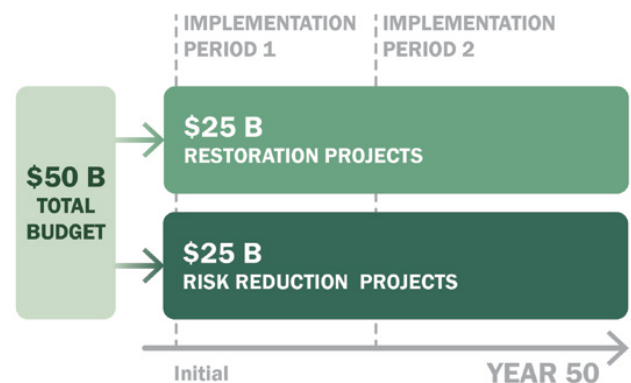 IMPLEMENTATION
PERIOD 1
IMPLEMENTATION
PERIOD 2
$50 B
TOTAL
BUDGET
$25 B
RESTORATION PROJECTS
$25 B
RISK REDUCTION PROJECTS
Initial
YEAR 50